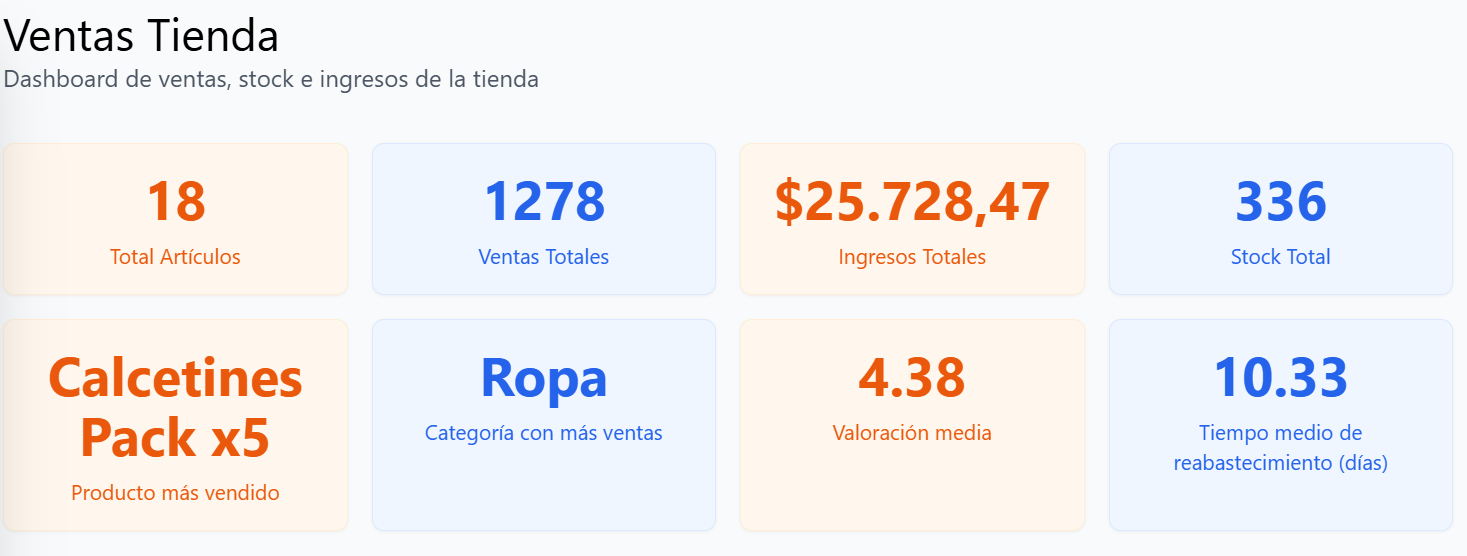 Ventas Tienda
Dashboard de ventas, stock e ingresos de la tienda
18
Total Artículos
1278
Ventas Totales
$25.728,47
Ingresos Totales
336
Stock Total
Calcetines
Pack x5
Producto más vendido
Ropa
Categoría con más ventas
4.38
Valoración media
10.33
Tiempo medio de
reabastecimiento (días)